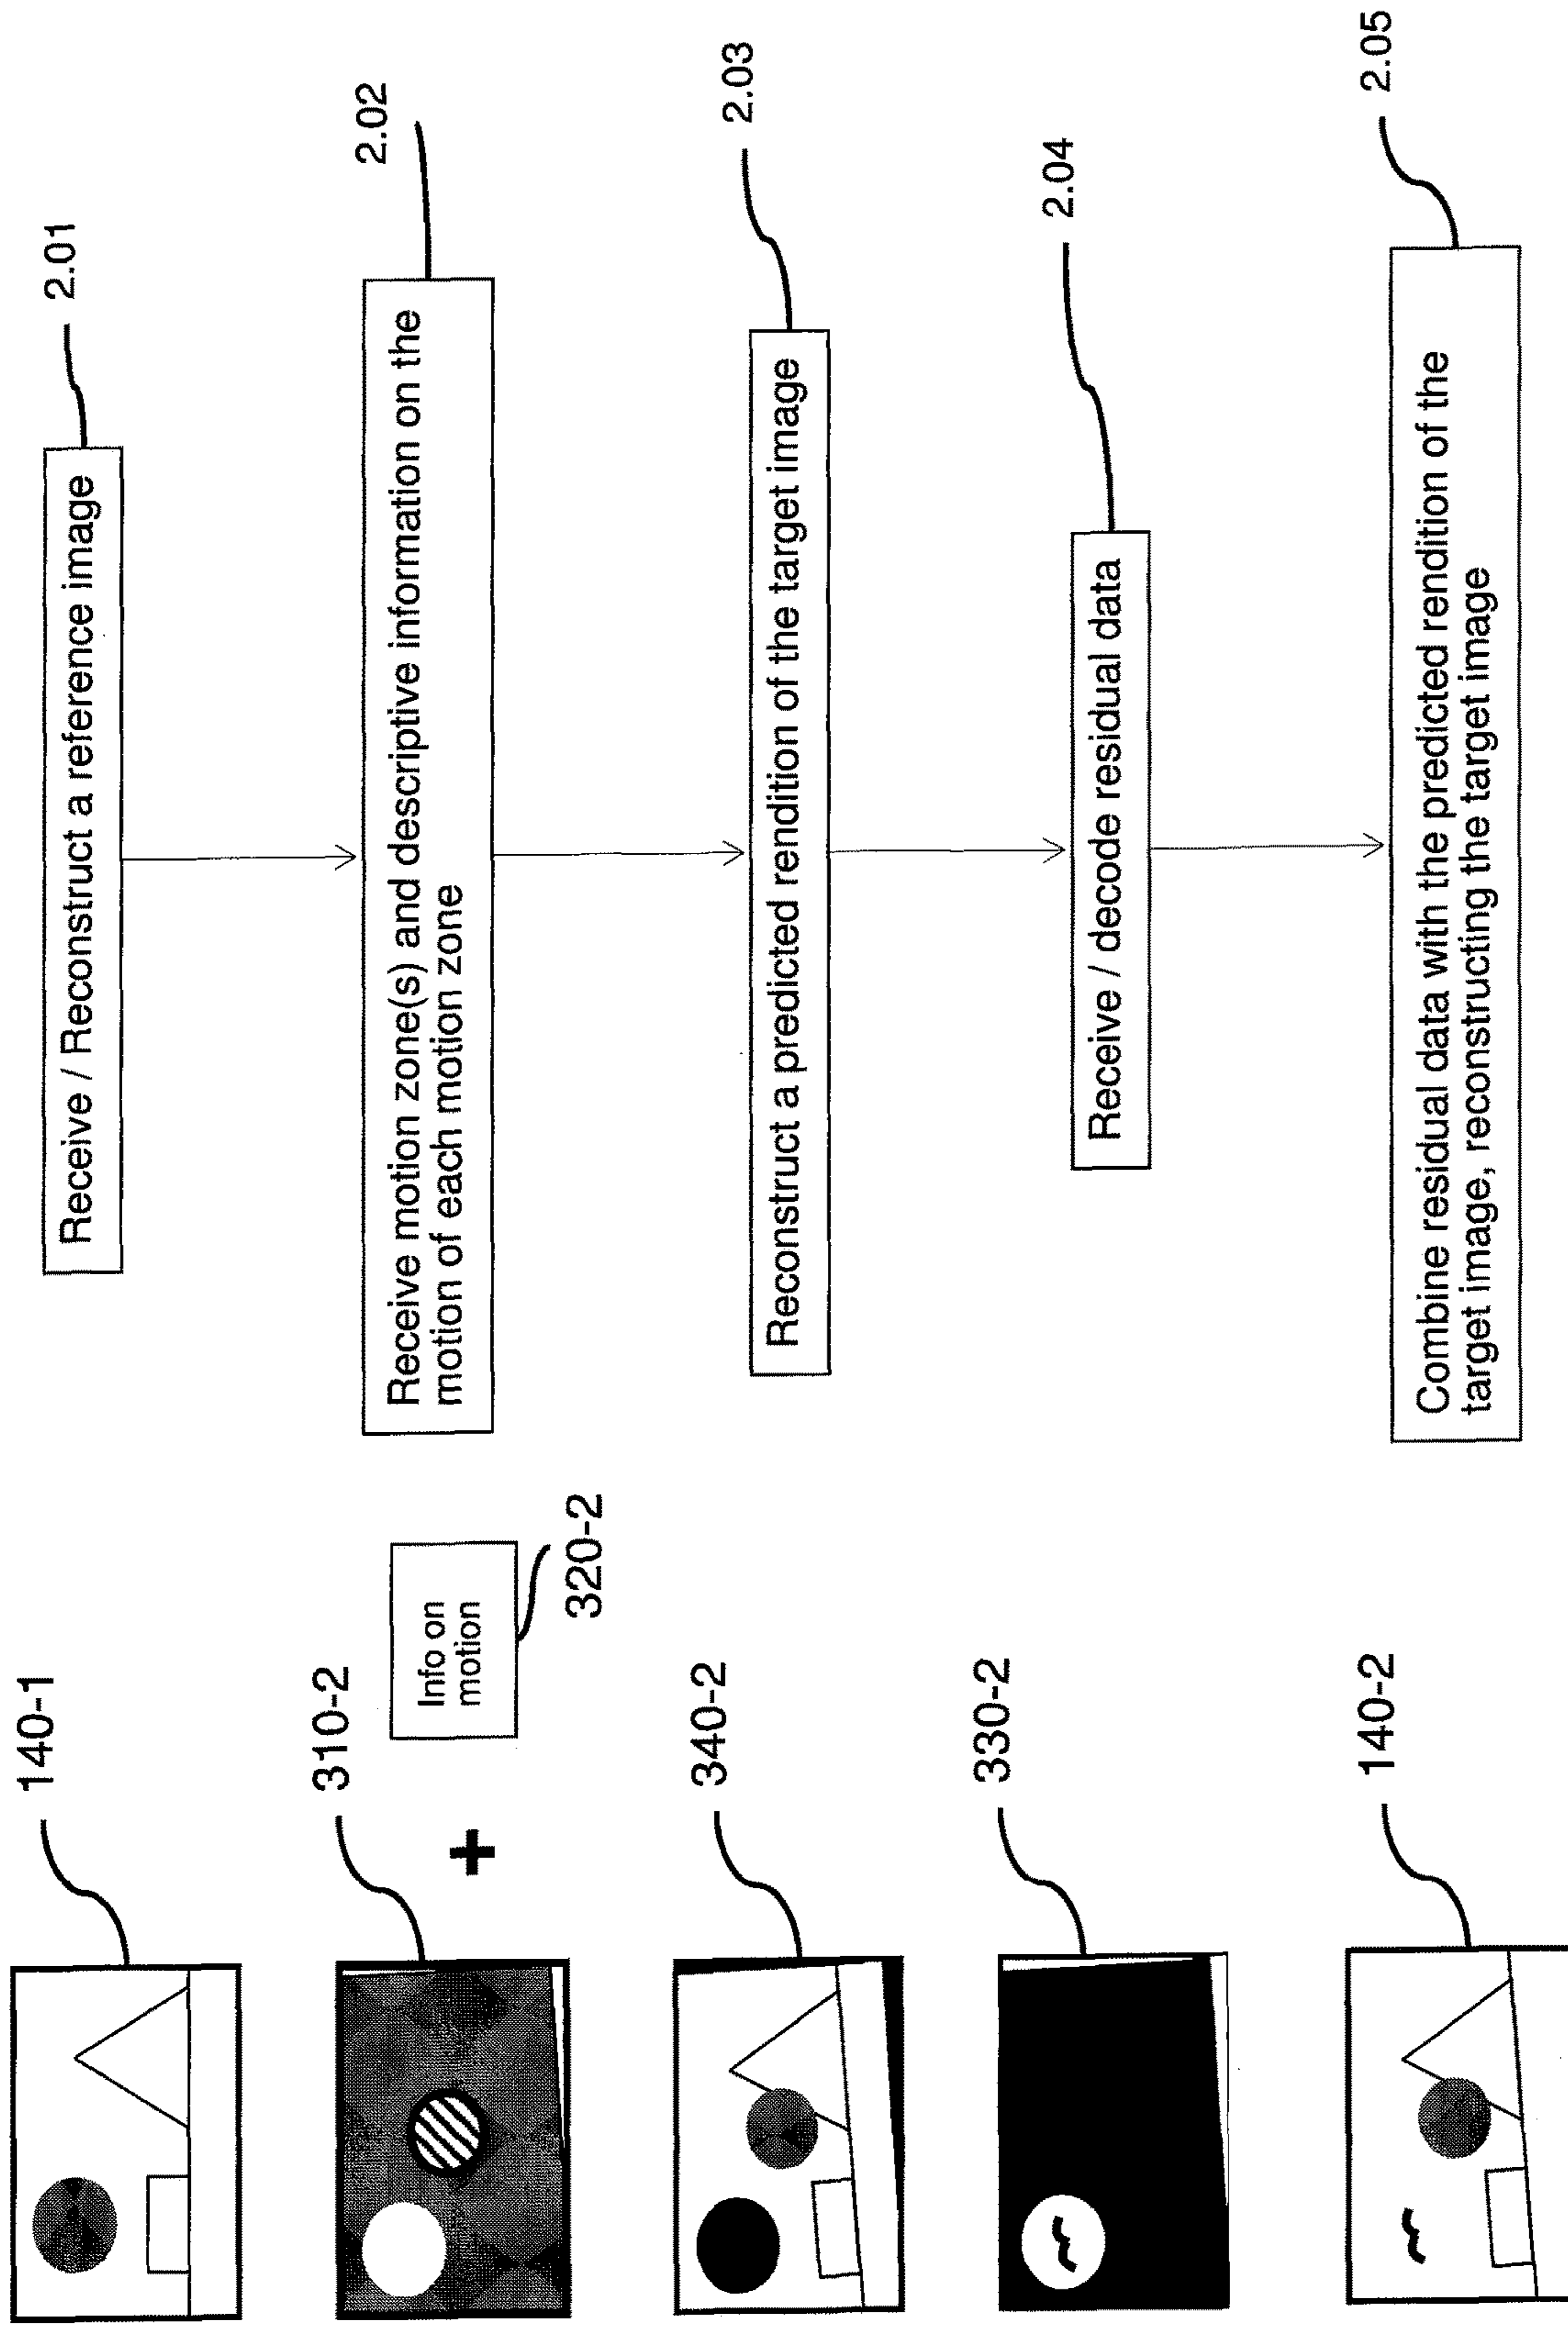 140-1
2.01
Receive / Reconstruct a reference image
310-2
+
Info on
motion
320-2
2.02
Receive motion zone(s) and descriptive information on the
motion of each motion zone
340-2
2.03
Reconstruct a predicted rendition of the target image
330-2
2.04
Receive / decode residual data
140-2
2.05
Combine residual data with the predicted rendition of the
target image, reconstructing the target image